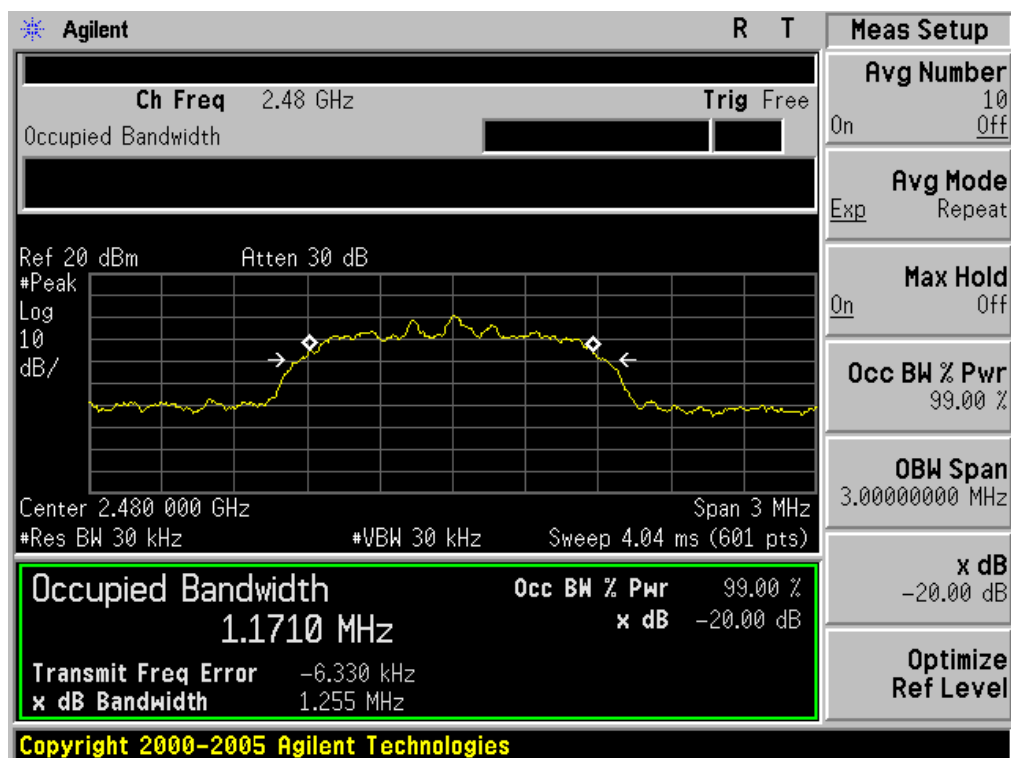 Agilent R T
Ch Freq 2.48 GHz Trig Free
Occupied Bandwidth
Ref 20 dBm Atten 30 dB
#Peak
Log
10
dB/
Center 2.480 000 GHz Span 3 MHz
#Res BW 30 kHz #VBW 30 kHz Sweep 4.04 ms (601 pts)
Occupied Bandwidth Occ BW % Pwr 99.00 %
1.1710 MHz x dB -20.00 dB
Transmit Freq Error -6.330 kHz
x dB Bandwidth 1.255 MHz
Copyright 2000-2005 Agilent Technologies
Meas Setup
Avg Number
10
On Off
Avg Mode
Exp Repeat
Max Hold
On Off
Occ BW % Pwr
99.00 %
OBW Span
3.00000000 MHz
x dB
-20.00 dB
Optimize
Ref Level